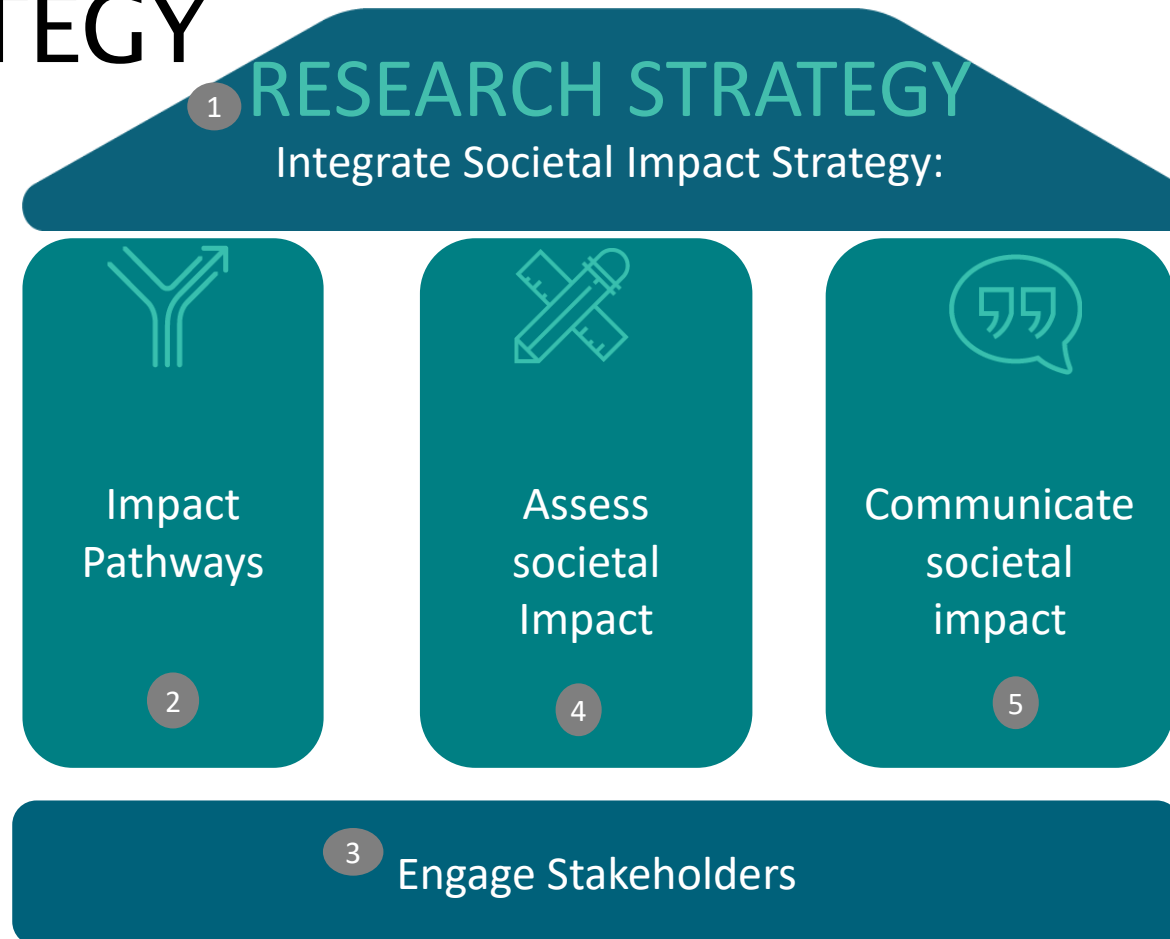 TEGY
1 RESEARCH STRATEGY
Integrate Societal Impact Strategy:
Impact
Pathways
2
Assess
societal
Impact
4
Communicate
societal
impact
5
3 Engage Stakeholders